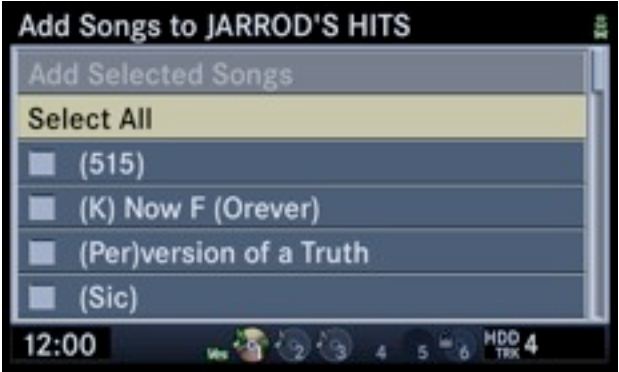 Add Songs to JARROD'S HITS
Add Selected Songs
Select All
(515)
(K) Now F (Orever)
(Per)version of a Truth
(Sic)
12:00 1 2 3 4 5 6 HDD TRK 4